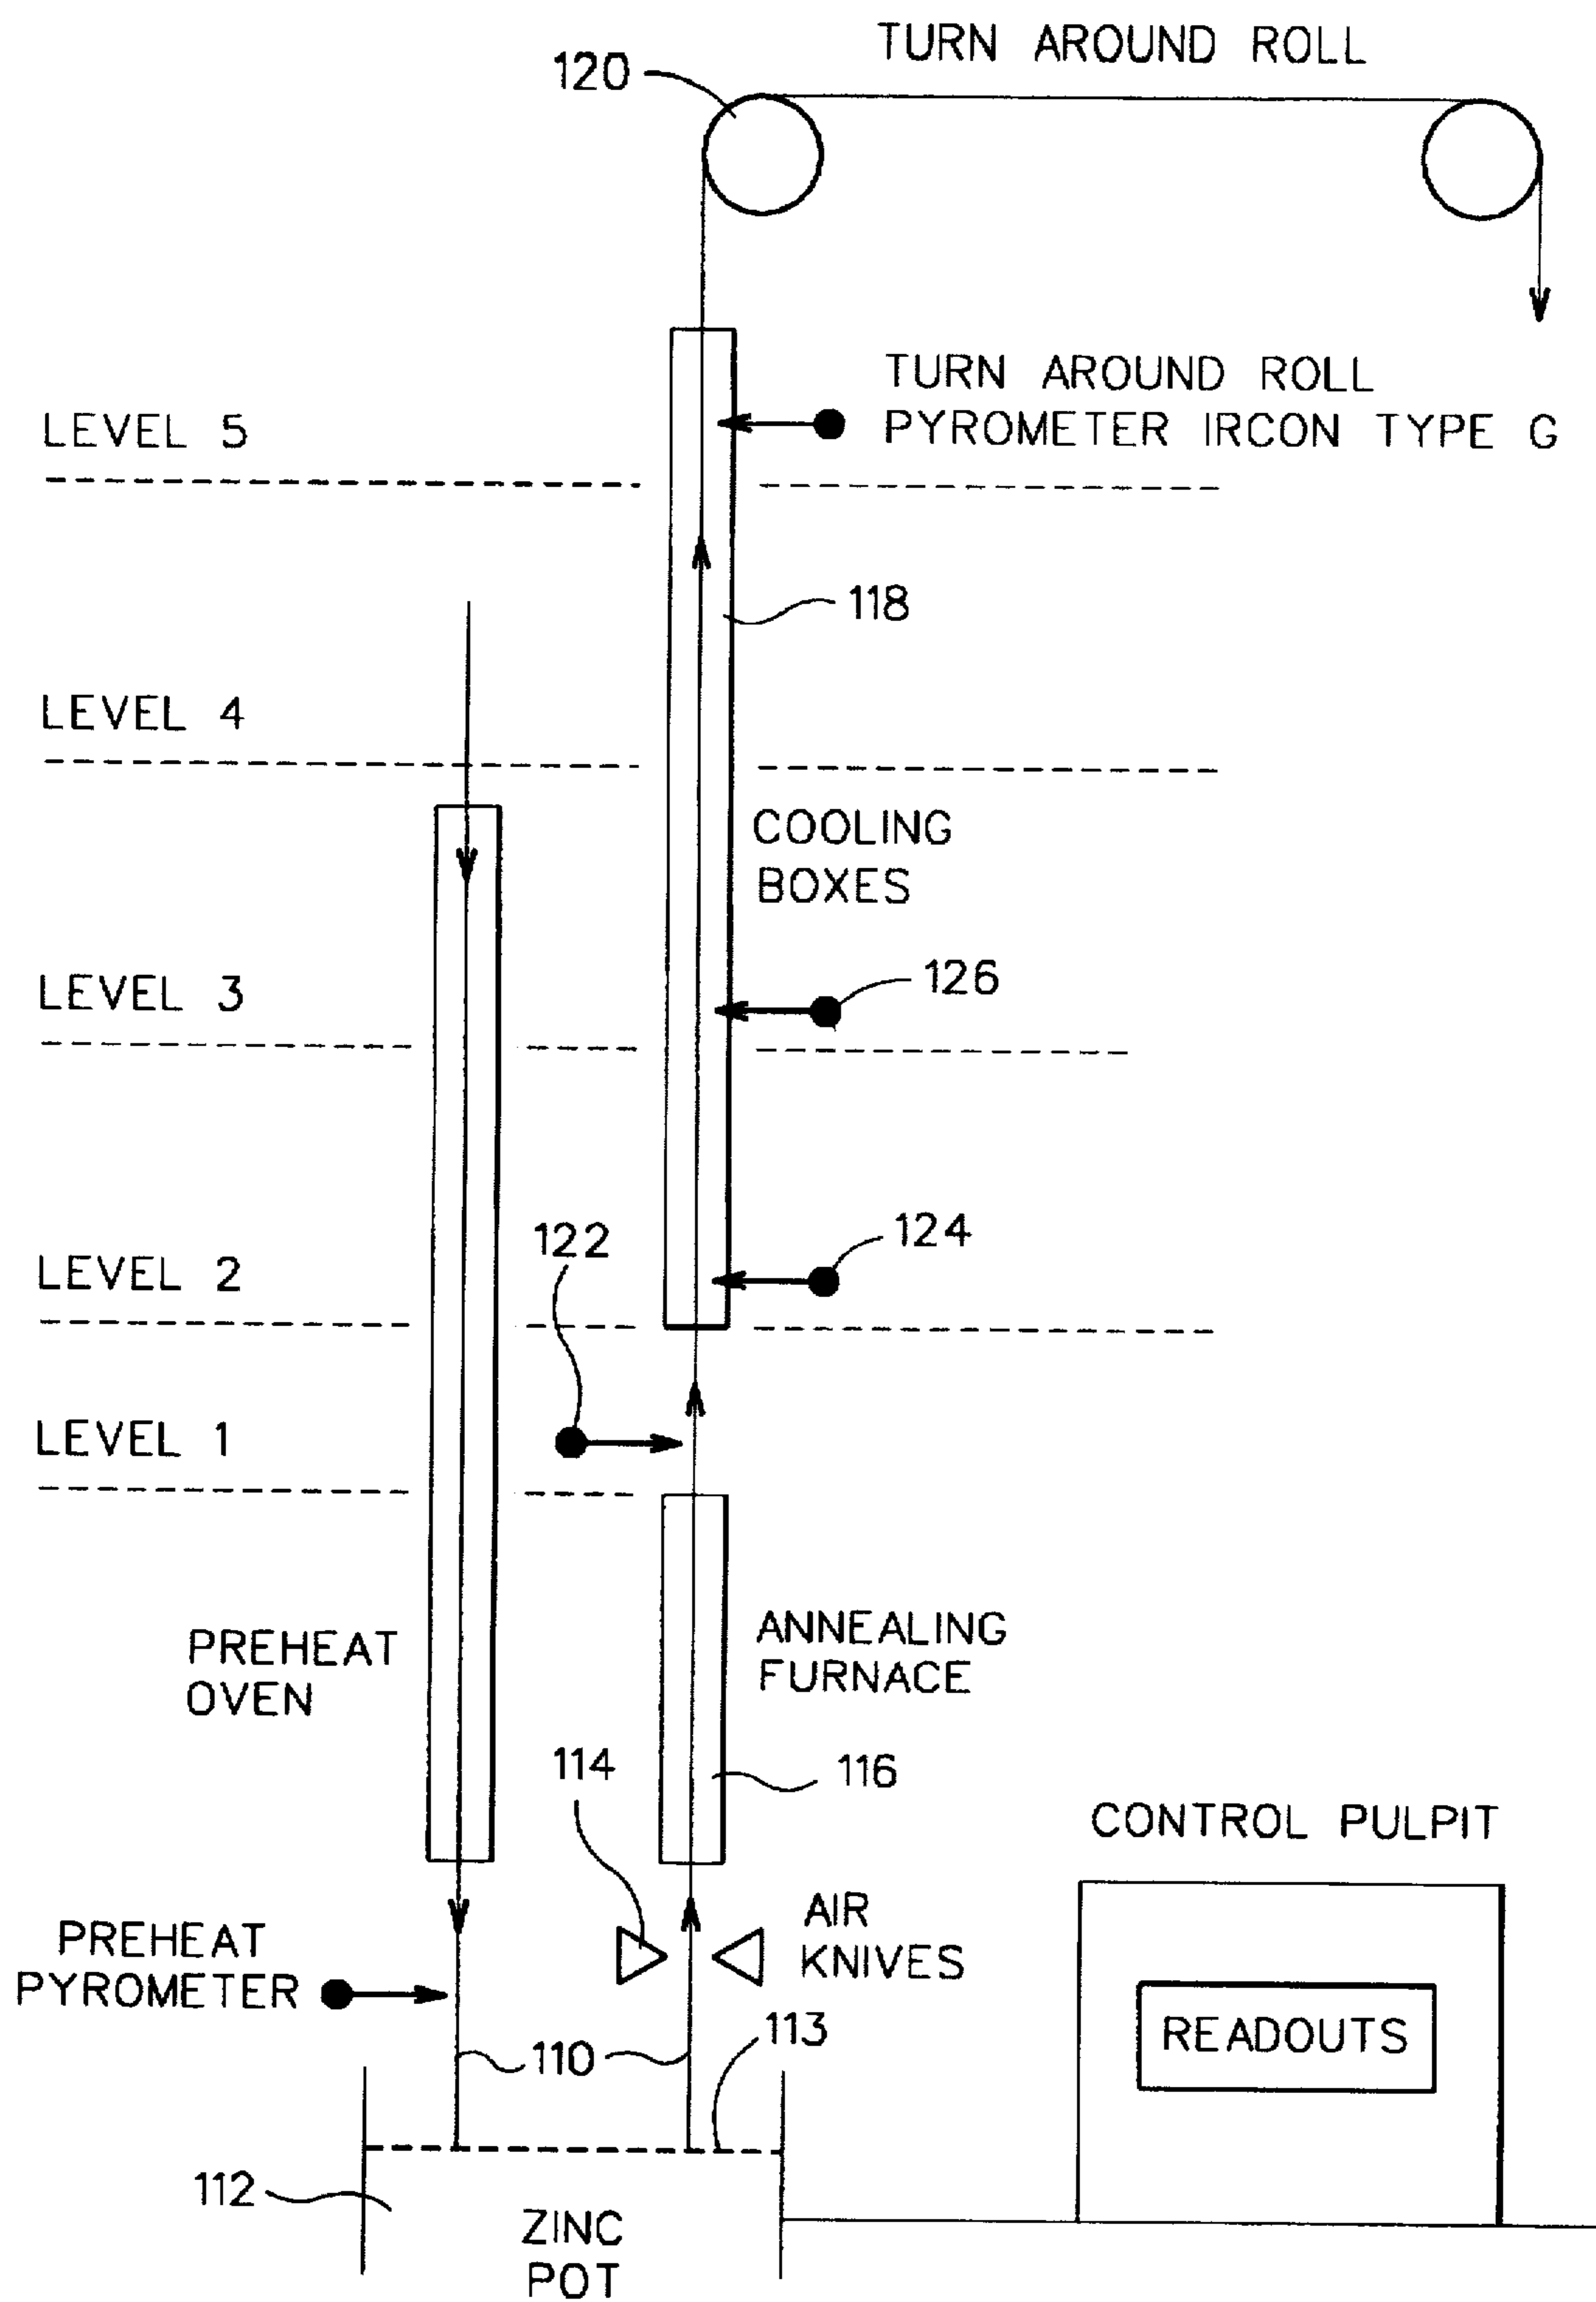 TURN AROUND ROLL
120
TURN AROUND ROLL
PYROMETER IRCON TYPE G
LEVEL 5
118
LEVEL 4
COOLING
BOXES
126
LEVEL 3
124
122
LEVEL 2
LEVEL 1
ANNEALING
FURNACE
PREHEAT
OVEN
114
116
CONTROL PULPIT
AIR
KNIVES
PREHEAT
PYROMETER
113
READOUTS
110
112
ZINC
POT